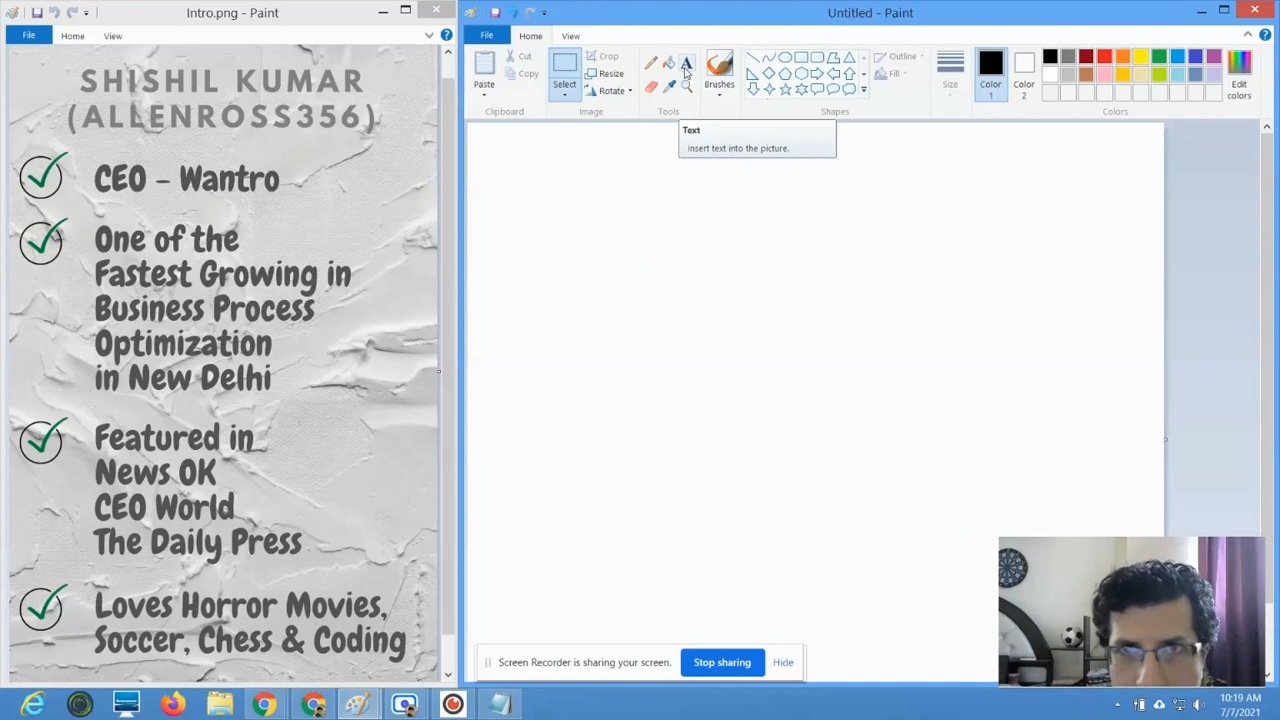 Intro.png - Paint
File
Home
View
SHISHIL KUMAR
(ALLENROSS356)
CEO - Wantro
One of the
Fastest Growing in
Business Process
Optimization
in New Delhi
Featured in
News OK
CEO World
The Daily Press
Loves Horror Movies,
Soccer, Chess & Coding
Untitled - Paint
File
Home
View
Paste
Cut
Copy
Clipboard
Select
Crop
Resize
Rotate
Image
A
Tools
Brushes
Outline
Fill
Shapes
Size
Color
1
Color
2
Edit
colors
Colors
Text
Insert text into the picture.
Screen Recorder is sharing your screen.
Stop sharing
Hide
10:19 AM
7/7/2021